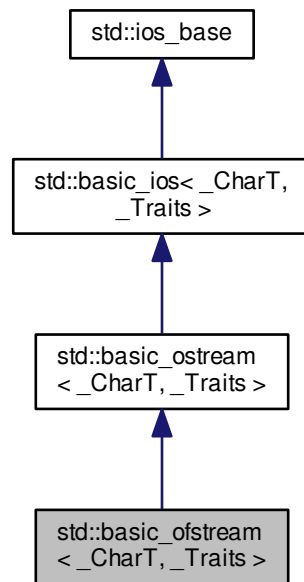 std::ios_base
std::basic_ios< _CharT,
_Traits >
std::basic_ostream
< _CharT, _Traits >
std::basic_ofstream
< _CharT, _Traits >